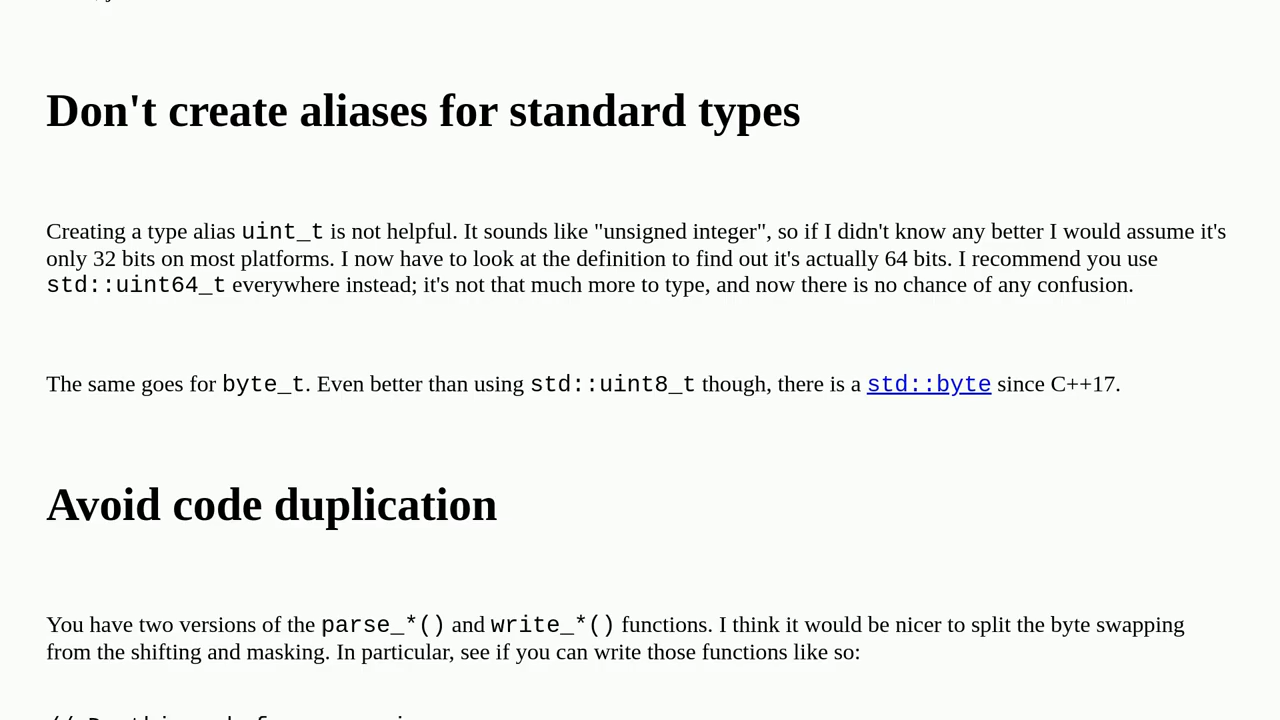 Don't create aliases for standard types
Creating a type alias uint_t is not helpful. It sounds like "unsigned integer", so if I didn't know any better I would assume it's
only 32 bits on most platforms. I now have to look at the definition to find out it's actually 64 bits. I recommend you use
std::uint64_t everywhere instead; it's not that much more to type, and now there is no chance of any confusion.
The same goes for byte_t. Even better than using std::uint8_t though, there is a std::byte since C++17.
Avoid code duplication
You have two versions of the parse_*() and write_*() functions. I think it would be nicer to split the byte swapping
from the shifting and masking. In particular, see if you can write those functions like so: